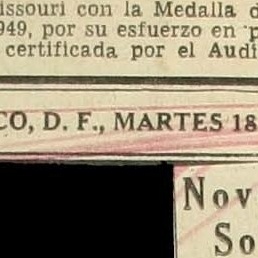 issouri con la Medalla d
949, por su esfuerzo en p
certificada por el Audi
CO, D. F., MARTES 18
Nov
So